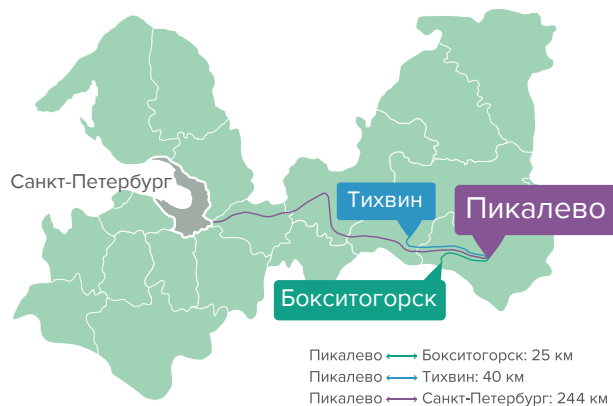 Санкт-Петербург
Тихвин
Пикалево
Бокситогорск
Пикалево ⟷ Бокситогорск: 25 км
Пикалево ⟷ Тихвин: 40 км
Пикалево ⟷ Санкт-Петербург: 244 км